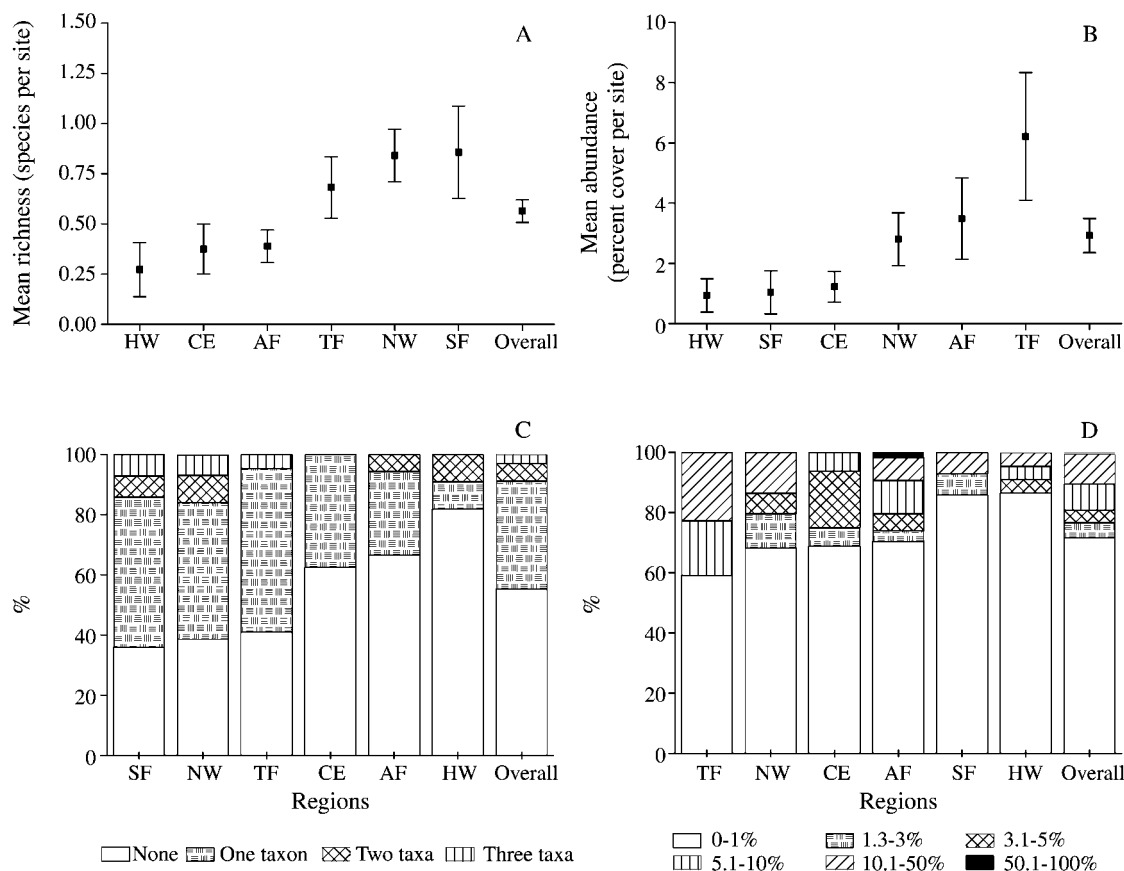 A
Mean richness (species per site)
1.50
1.25
1.00
0.75
0.50
0.25
0.00
HW CE AF TF NW SF Overall
B
Mean abundance
(percent cover per site)
10
8
6
4
2
0
HW SF CE NW AF TF Overall
C
%
100
80
60
40
20
0
SF NW TF CE AF HW Overall
Regions
None One taxon Two taxa Three taxa
D
%
100
80
60
40
20
0
TF NW CE AF SF HW Overall
Regions
0-1% 1.3-3% 3.1-5%
5.1-10% 10.1-50% 50.1-100%